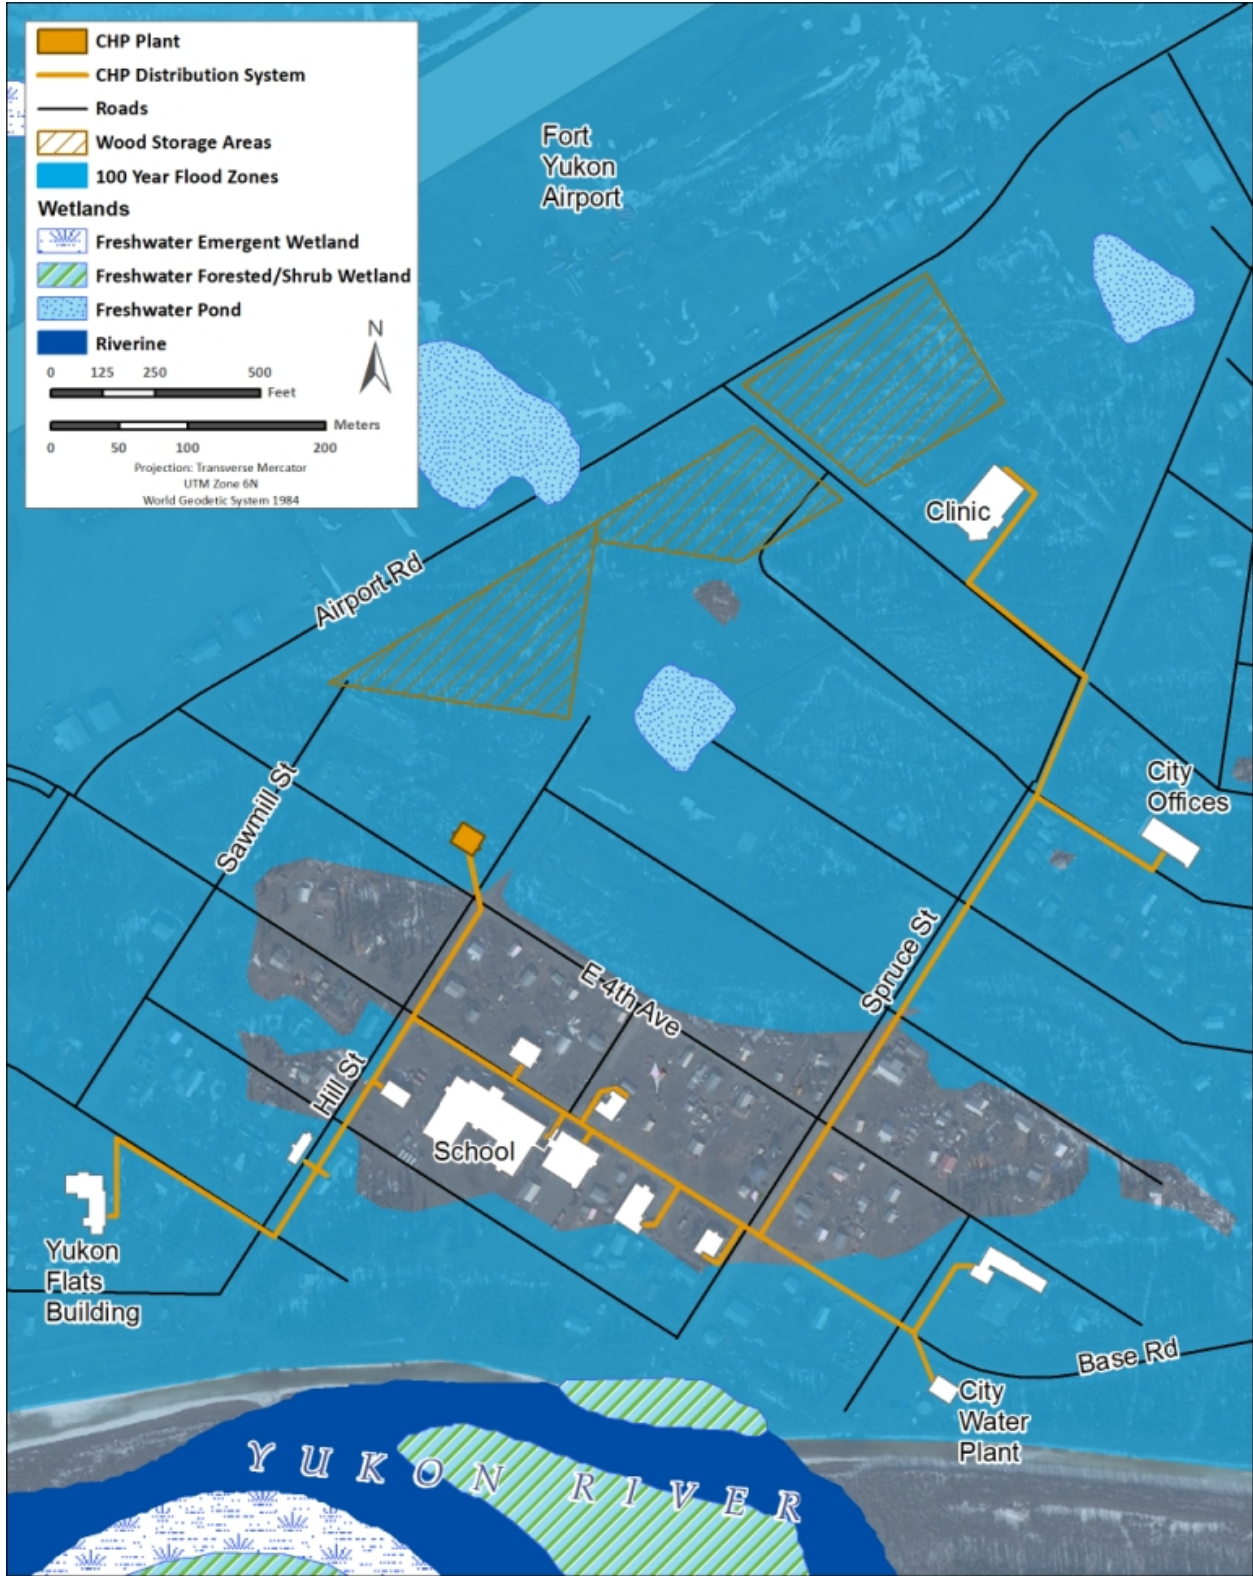 CHP Plant
CHP Distribution System
Roads
Wood Storage Areas
100 Year Flood Zones
Wetlands
Freshwater Emergent Wetland
Freshwater Forested/Shrub Wetland
Freshwater Pond
Riverine
N
0 125 250 500
Feet
Meters
0 50 100 200
Projection: Transverse Mercator
UTM Zone 6N
World Geodetic System 1984
Fort
Yukon
Airport
Clinic
Airport Rd
City
Offices
Sawmill St
Spruce St
E 4th Ave
Hill St
School
Yukon
Flats
Building
Base Rd
City
Water
Plant
YUKON RIVER